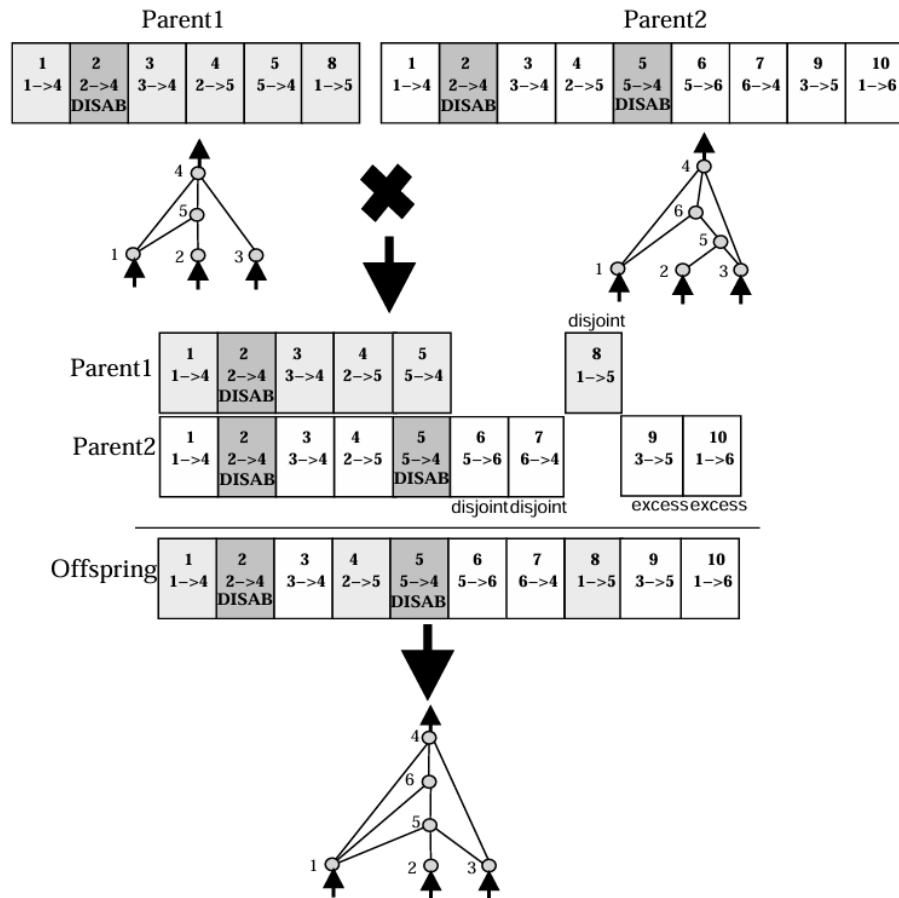 Parent1 Parent2
1 2 3 4 5 8 1 2 3 4 5 6 7 9 10
1->4 2->4 3->4 2->5 5->4 1->5 1->4 2->4 3->4 2->5 5->4 5->6 6->4 3->5 1->6
DISAB DISAB DISAB
4 4
5 6
5
1 2 3 1 2 3
disjoint
Parent1 1 2 3 4 5 8
1->4 2->4 3->4 2->5 5->4 1->5
DISAB
Parent2 1 2 3 4 5 6 7 9 10
1->4 2->4 3->4 2->5 5->4 5->6 6->4 3->5 1->6
DISAB DISAB
disjoint disjoint excess excess
Offspring 1 2 3 4 5 6 7 8 9 10
1->4 2->4 3->4 2->5 5->4 5->6 6->4 1->5 3->5 1->6
DISAB DISAB
4
6
5
1 2 3